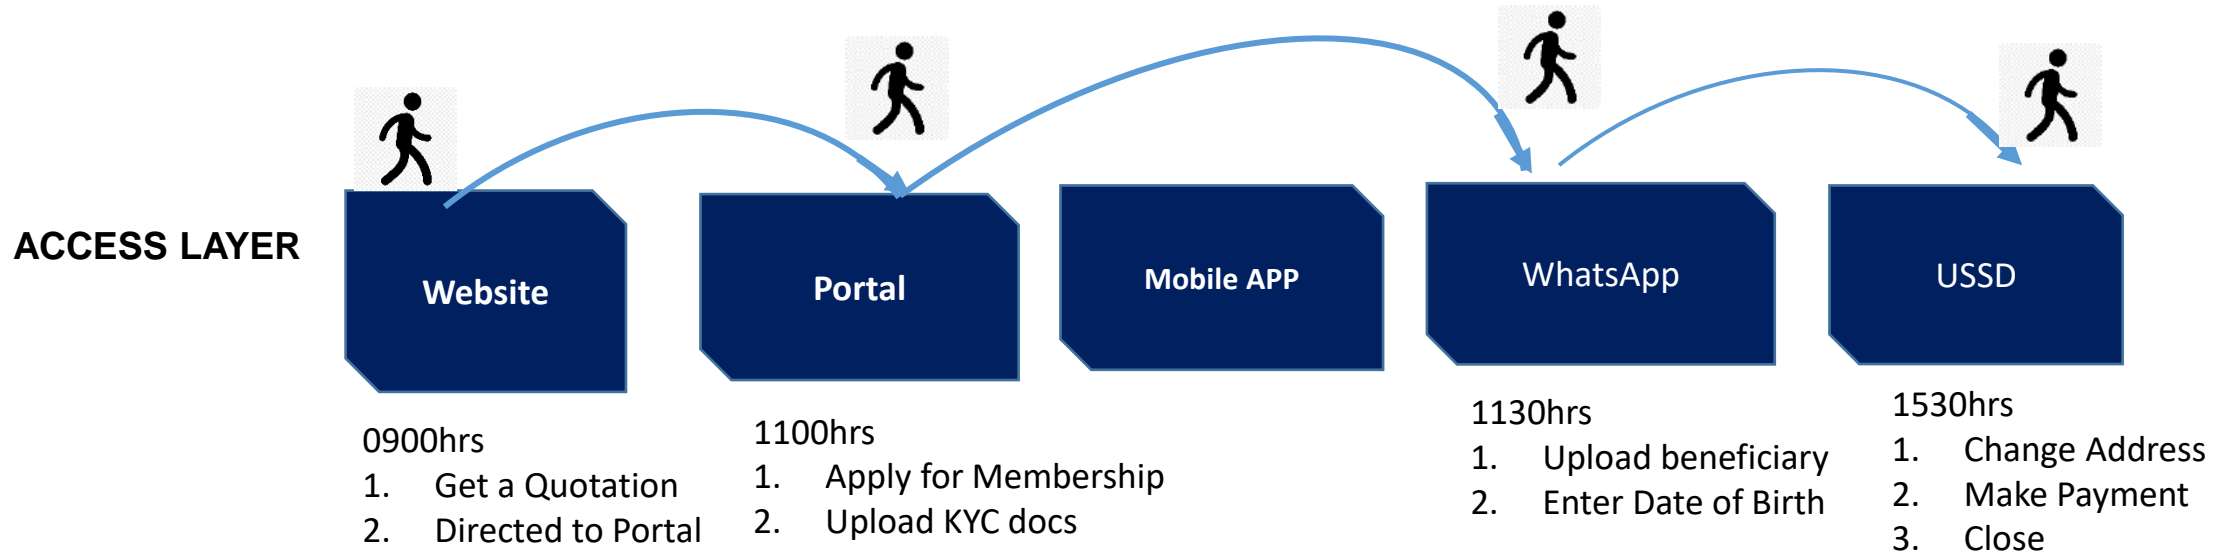 ACCESS LAYER
Website
Portal
Mobile APP
WhatsApp
USSD
0900hrs
1. Get a Quotation
2. Directed to Portal
1100hrs
1. Apply for Membership
2. Upload KYC docs
1130hrs
1. Upload beneficiary
2. Enter Date of Birth
1530hrs
1. Change Address
2. Make Payment
3. Close